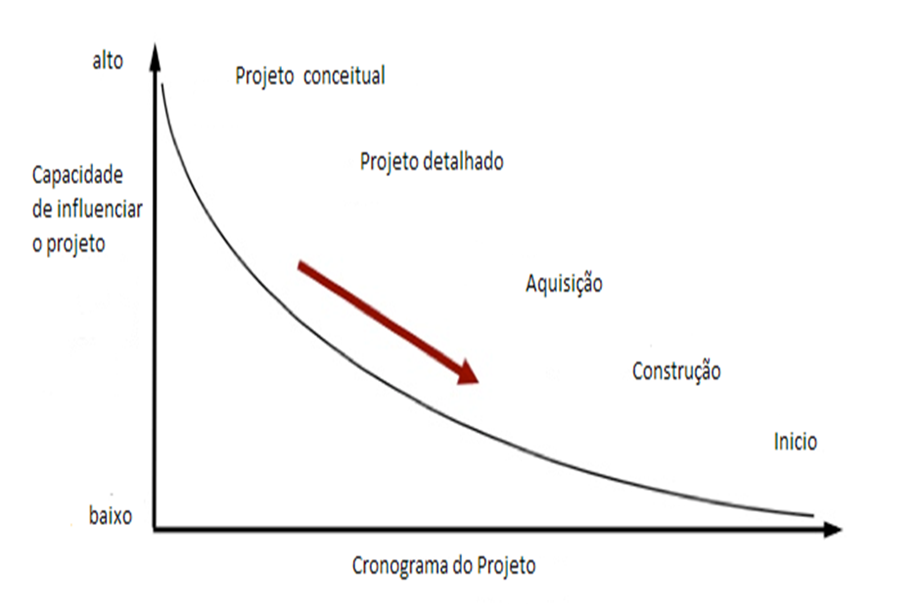 alto
Projeto conceitual
Projeto detalhado
Capacidade
de influenciar
o projeto
Aquisição
Construção
Inicio
baixo
Cronograma do Projeto